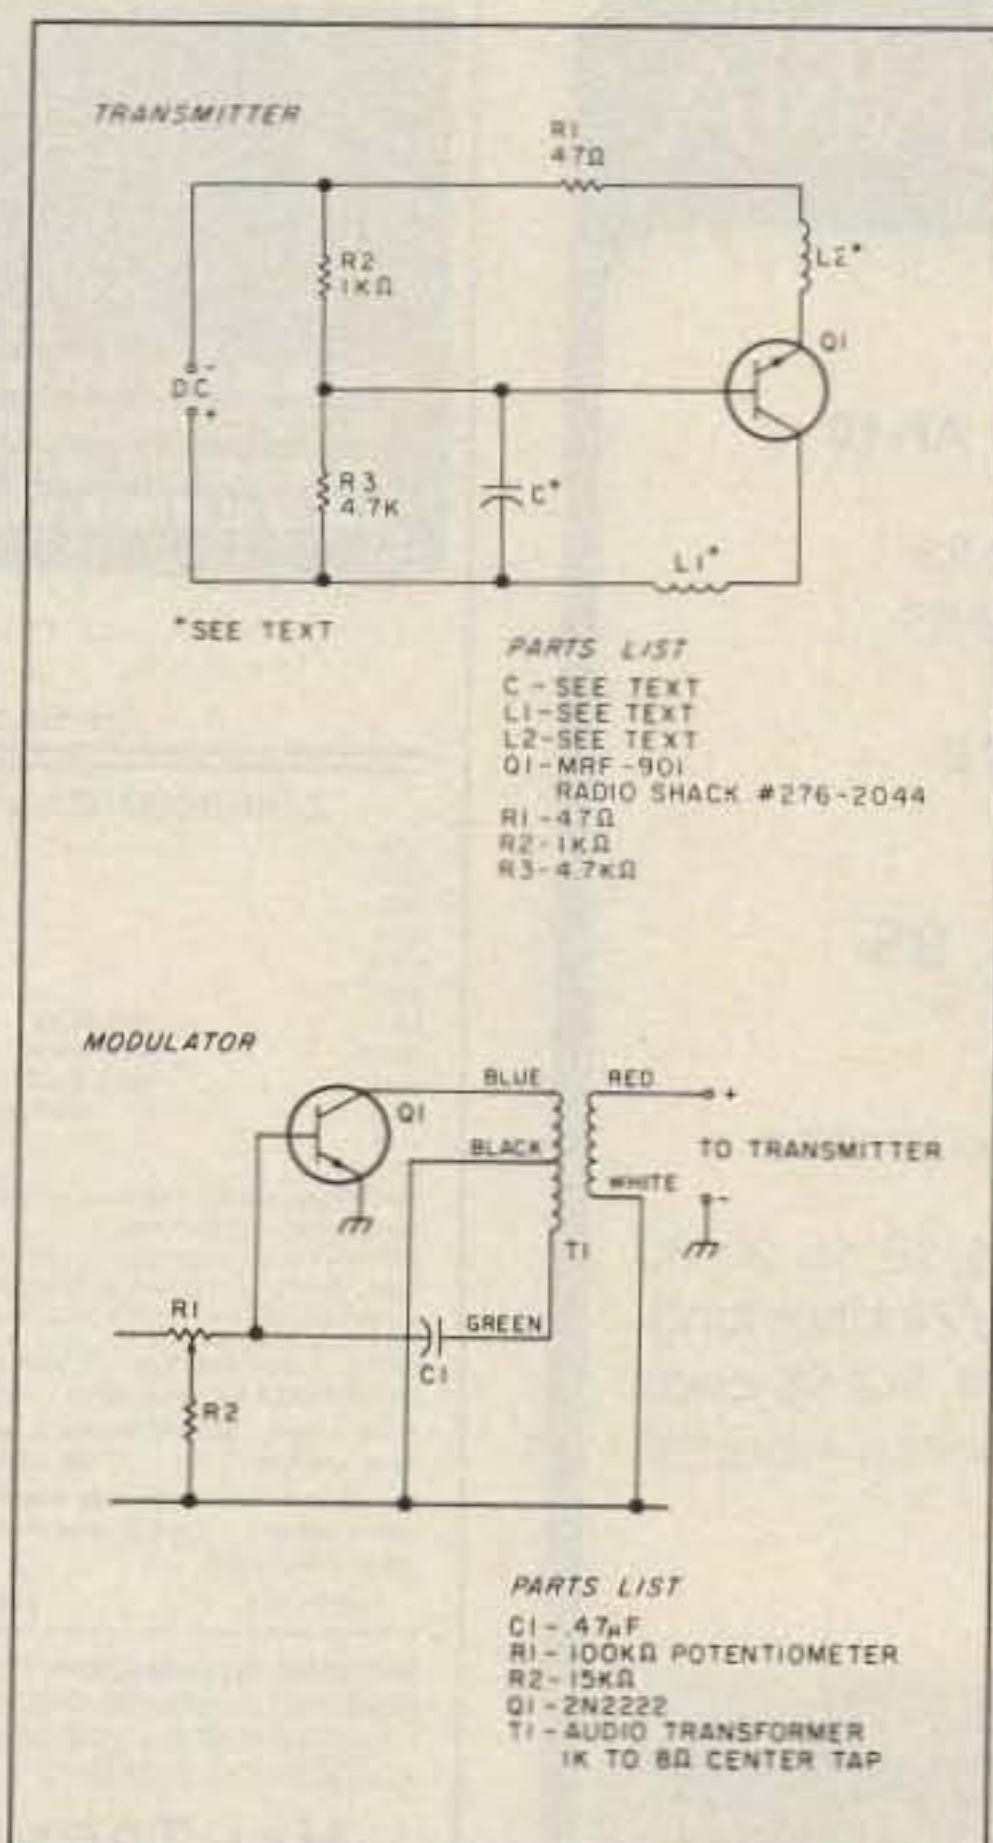 TRANSMITTER
R1
47Ω
L2*
R2
1KΩ
Q1
-
DC
+
R3
4.7K
C*
L1*
*SEE TEXT
PARTS LIST
C - SEE TEXT
L1-SEE TEXT
L2-SEE TEXT
Q1-MRF-901
RADIO SHACK #276-2044
R1-47Ω
R2-1KΩ
R3-4.7KΩ
MODULATOR
BLUE
RED
+
Q1
BLACK
TO TRANSMITTER
WHITE
-
T1
R1
GREEN
C1
R2
PARTS LIST
C1-.47µF
R1-100KΩ POTENTIOMETER
R2-15KΩ
Q1-2N2222
T1-AUDIO TRANSFORMER
1K TO 8Ω CENTER TAP